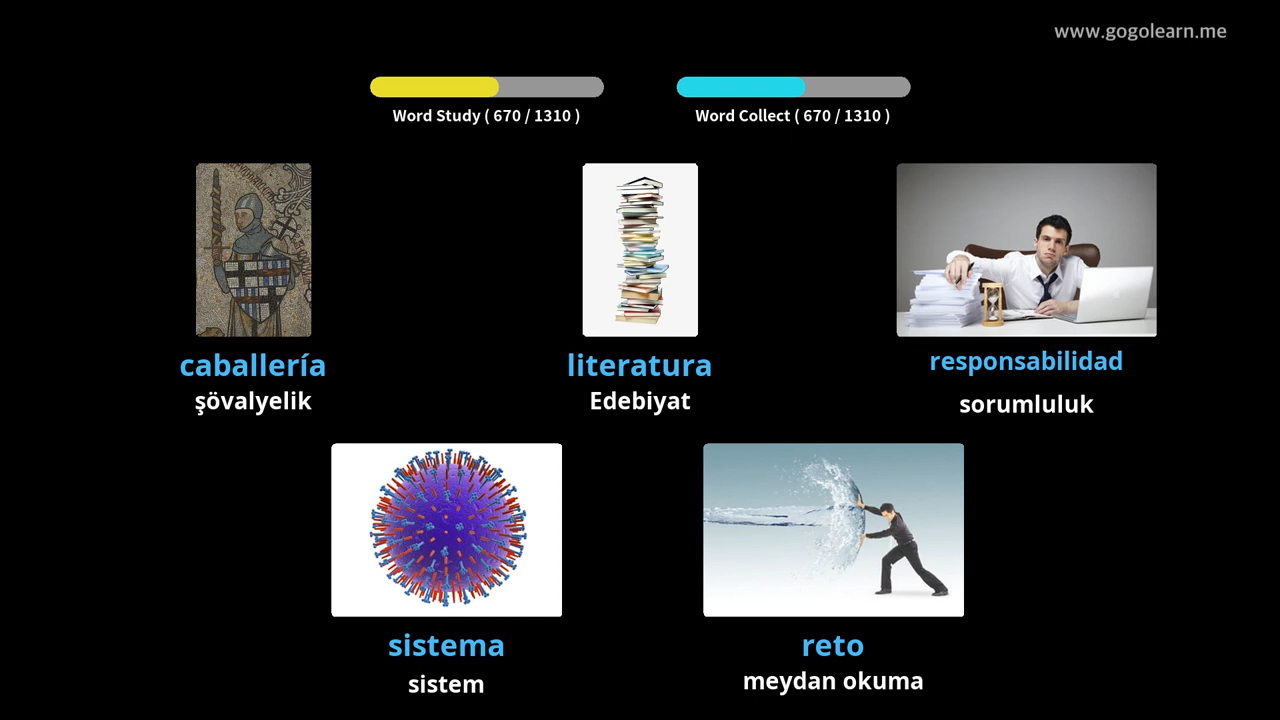 www.gogolearn.me
Word Study ( 670 / 1310 )
Word Collect ( 670 / 1310 )
caballería
literatura
responsabilidad
şövalyelik
Edebiyat
sorumluluk
sistema
reto
sistem
meydan okuma